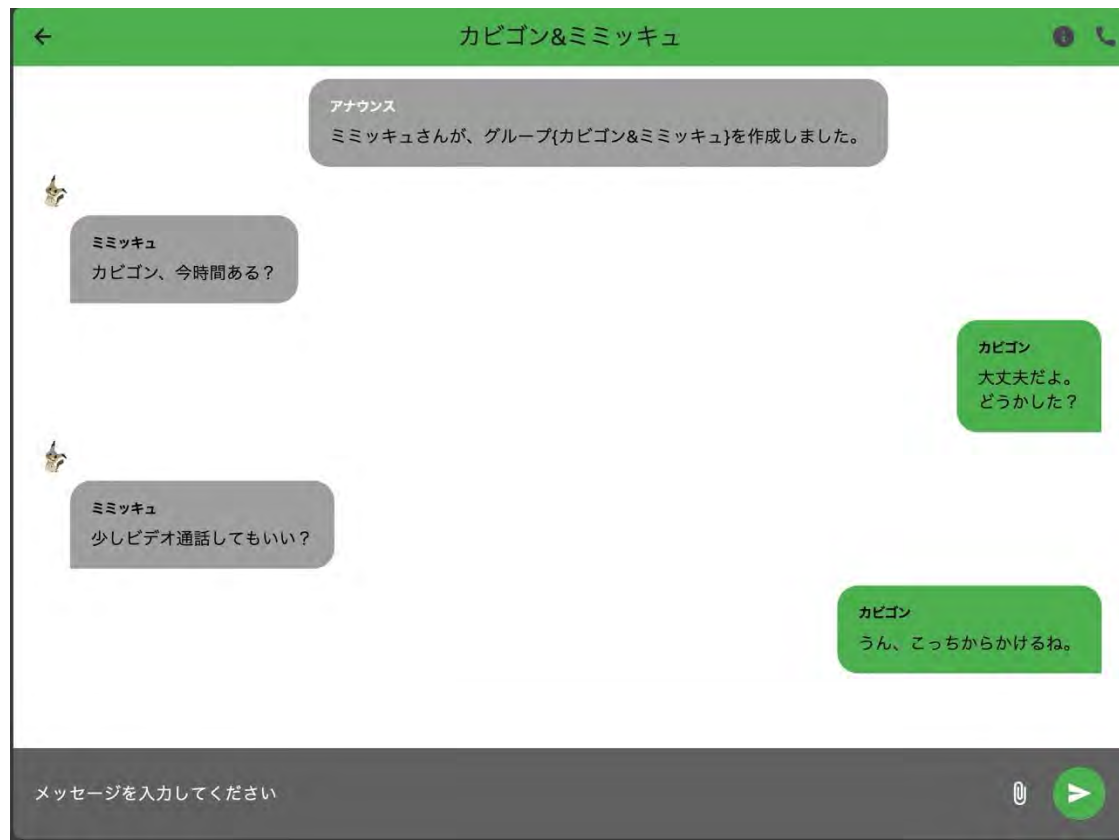 カビゴン&ミミッキュ
アナウンス
ミミッキュさんが、グループ{カビゴン&ミミッキュ}を作成しました。
ミミッキュ
カビゴン、今時間ある？
カビゴン
大丈夫だよ。
どうかした？
ミミッキュ
少しビデオ通話してもいい？
カビゴン
うん、こっちからかけるね。
メッセージを入力してください